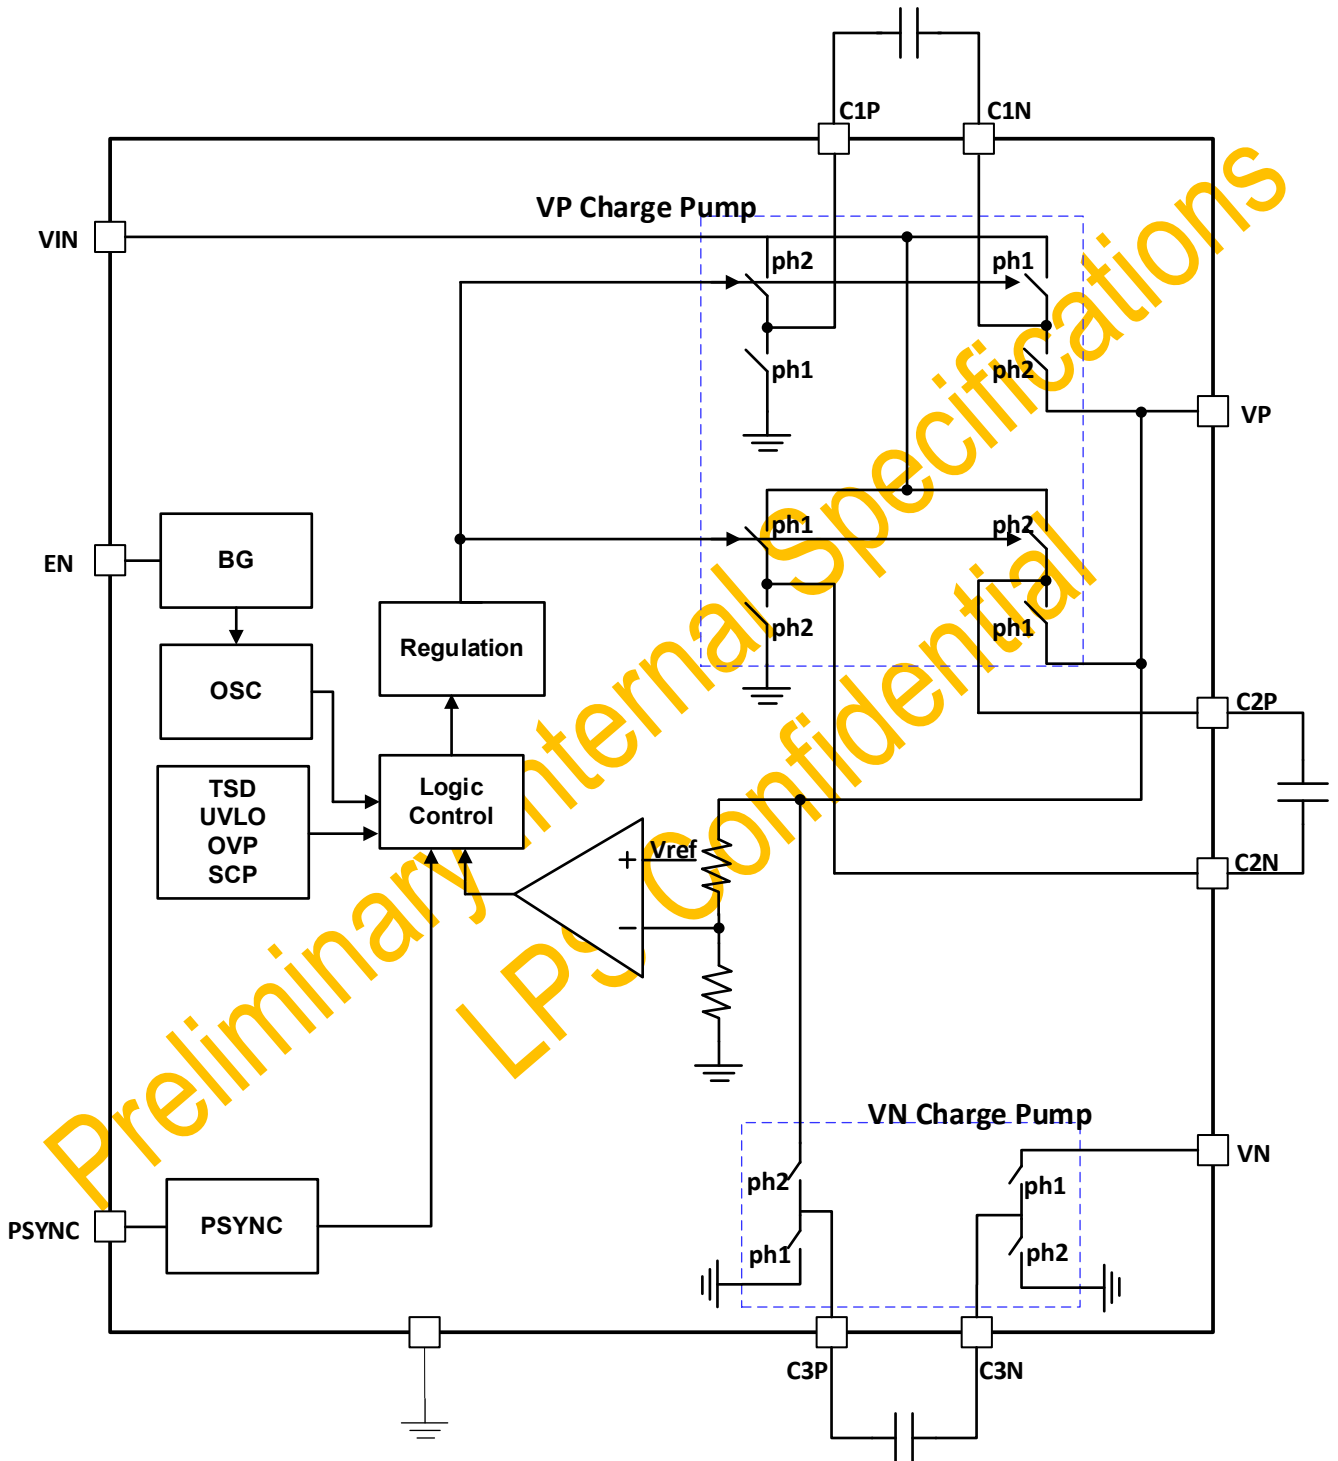 C1P
C1N
VP Charge Pump
VIN
ph2
ph1
ph1
ph2
VP
ph1
ph2
BG
EN
ph2
ph1
Regulation
OSC
C2P
TSD
UVLO
OVP
SCP
Logic
Control
+
Vref
C2N
−
Preliminary Internal Specifications
LPS Confidential
VN Charge Pump
VN
ph2
ph1
PSYNC
PSYNC
ph1
ph2
C3P
C3N